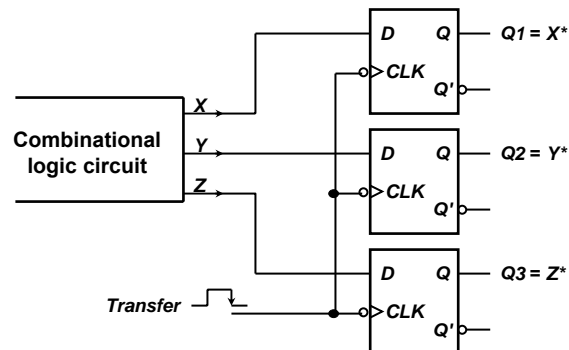 D Q Q1 = X*
CLK
Q'
X
Combinational
logic circuit
Y
D Q Q2 = Y*
CLK
Q'
Z
D Q Q3 = Z*
Transfer
CLK
Q'